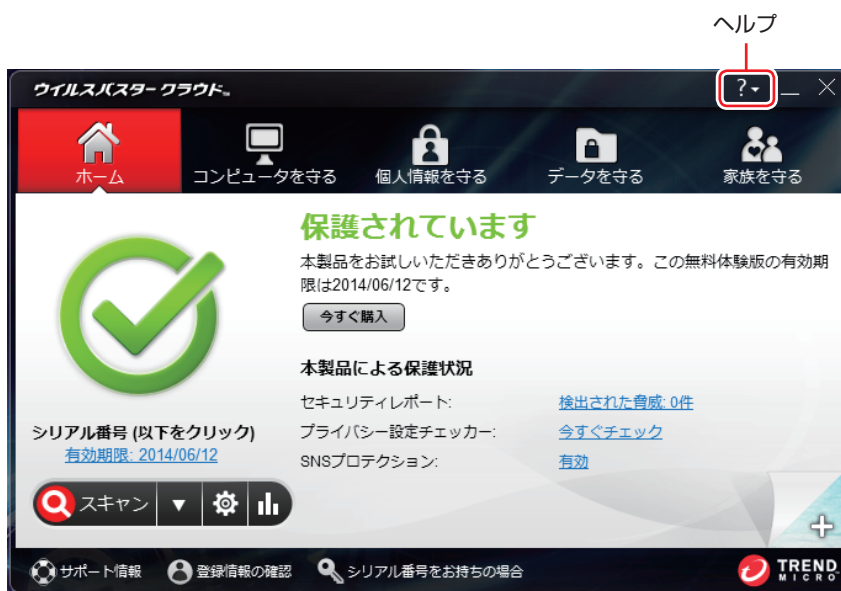 ヘルプ
ウイルスバスター クラウド™
?
ホーム
コンピュータを守る
個人情報を守る
データを守る
家族を守る
保護されています
本製品をお試しいただきありがとうございます。この無料体験版の有効期
限は2014/06/12です。
今すぐ購入
本製品による保護状況
セキュリティレポート:
検出された脅威: 0件
プライバシー設定チェッカー:
今すぐチェック
SNSプロテクション:
有効
シリアル番号 (以下をクリック)
有効期限: 2014/06/12
スキャン
サポート情報
登録情報の確認
シリアル番号をお持ちの場合
TREND
MICRO